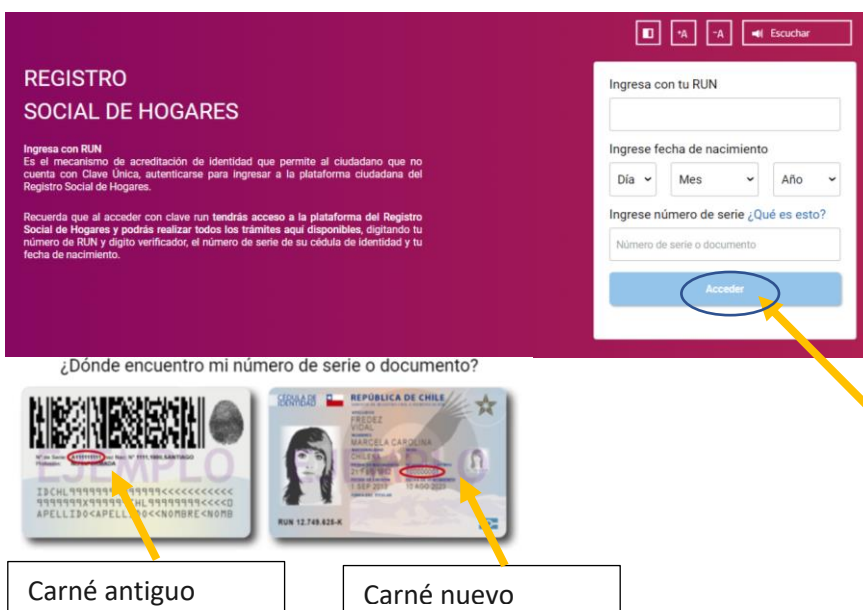 +A
-A
Escuchar
REGISTRO
SOCIAL DE HOGARES
Ingresa con RUN
Es el mecanismo de acreditación de identidad que permite al ciudadano que no
cuenta con Clave Única, autenticarse para ingresar a la plataforma ciudadana del
Registro Social de Hogares.
Recuerda que al acceder con clave run tendrás acceso a la plataforma del Registro
Social de Hogares y podrás realizar todos los trámites aquí disponibles, digitando tu
número de RUN y digito verificador, el número de serie de su cédula de identidad y tu
fecha de nacimiento.
Ingresa con tu RUN
Ingrese fecha de nacimiento
Día
Mes
Año
Ingrese número de serie ¿Qué es esto?
Número de serie o documento
Acceder
¿Dónde encuentro mi número de serie o documento?
EJEMPLO
APELLIDO<APELLIDO<<NOMBRE<NOMB
CÉDULA DE
IDENTIDAD
REPÚBLICA DE CHILE
FREDEZ
VIDAL
MARCELA CAROLINA
CHILENA
RUN 12.749.625-K
Carné antiguo
Carné nuevo